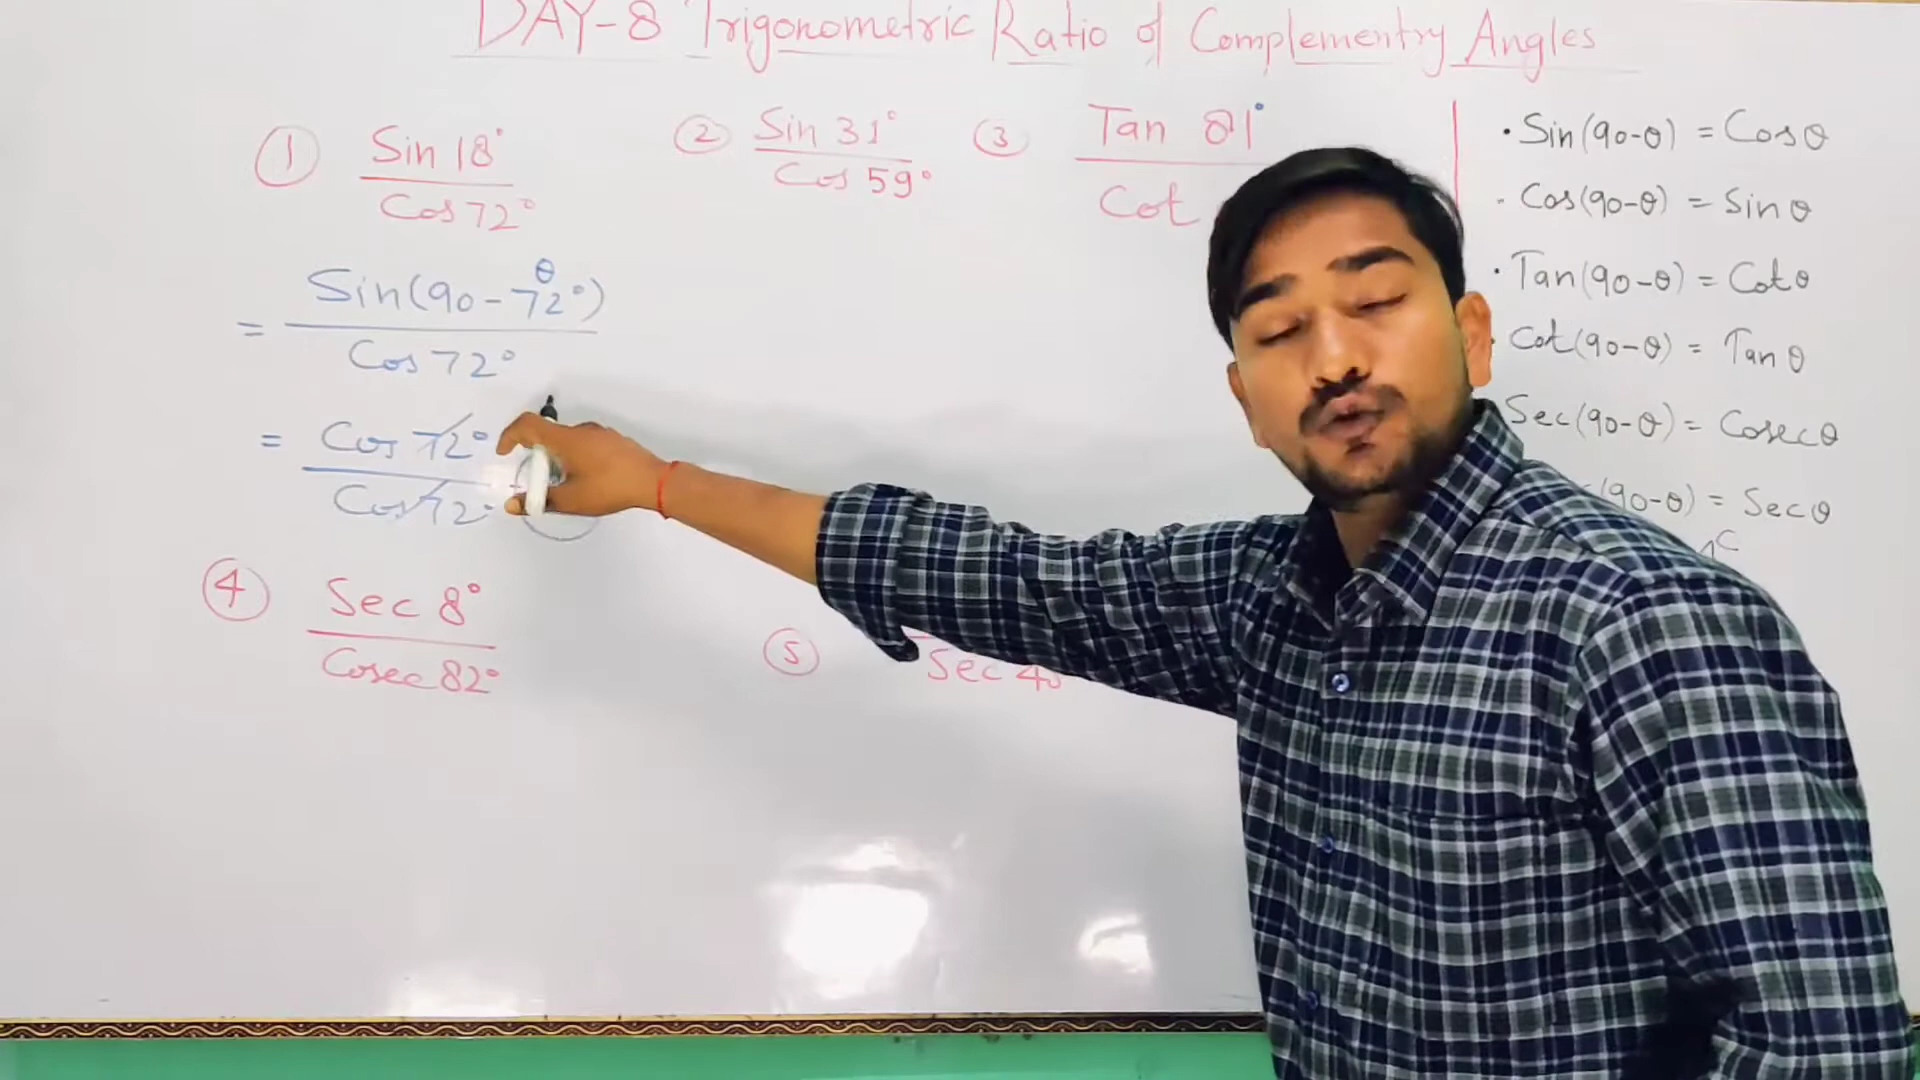 DAY-8 Trigonometric Ratio of Complementry Angles
① Sin 18°
Cos 72°
= Sin(90-72°)
θ
Cos 72°
= Cos 72°
Cos 72°
② Sin 31°
Cos 59°
③ Tan 81°
Cot
④ Sec 8°
Cosec 82°
⑤
Sec 40
• Sin(90-θ) = Cosθ
• Cos(90-θ) = Sinθ
• Tan(90-θ) = Cotθ
• Cot(90-θ) = Tanθ
Sec(90-θ) = Cosecθ
(90-θ) = Secθ